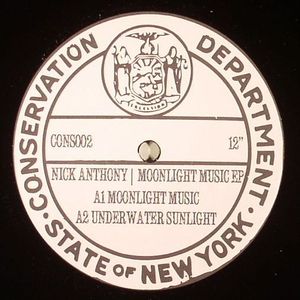 CONSERVATION DEPARTMENT
STATE OF NEW YORK
EXCELSIOR
CONS002
12"
NICK ANTHONY | MOONLIGHT MUSIC EP
A1 MOONLIGHT MUSIC
A2 UNDERWATER SUNLIGHT